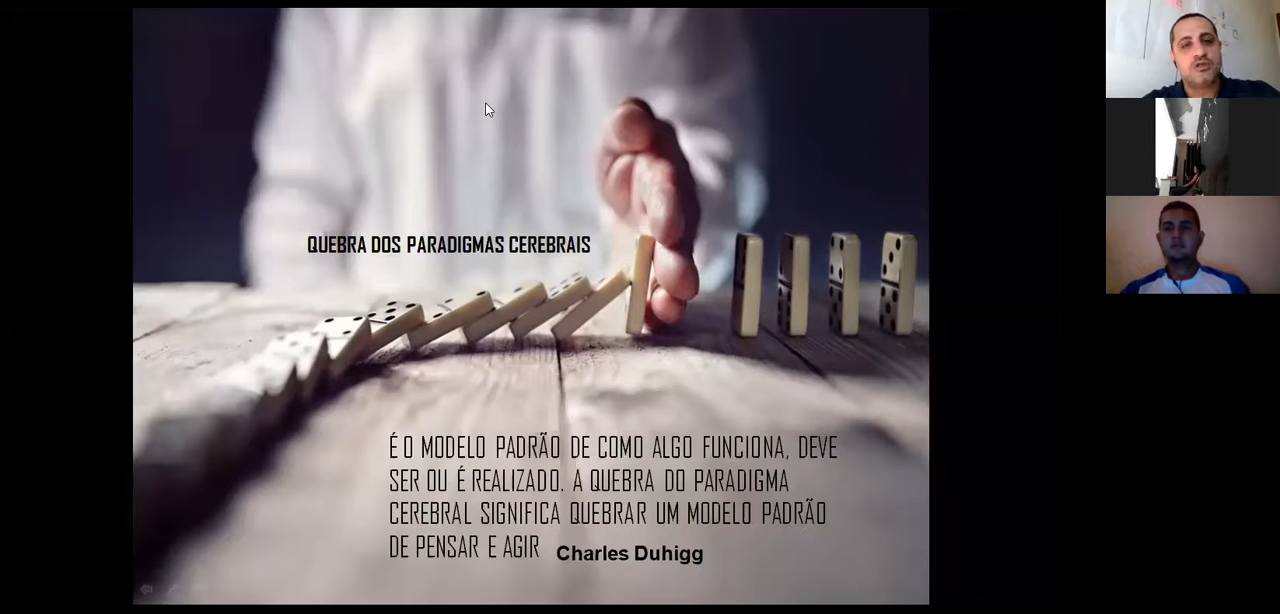 QUEBRA DOS PARADIGMAS CEREBRAIS
É O MODELO PADRÃO DE COMO ALGO FUNCIONA, DEVE
SER OU É REALIZADO. A QUEBRA DO PARADIGMA
CEREBRAL SIGNIFICA QUEBRAR UM MODELO PADRÃO
DE PENSAR E AGIR Charles Duhigg